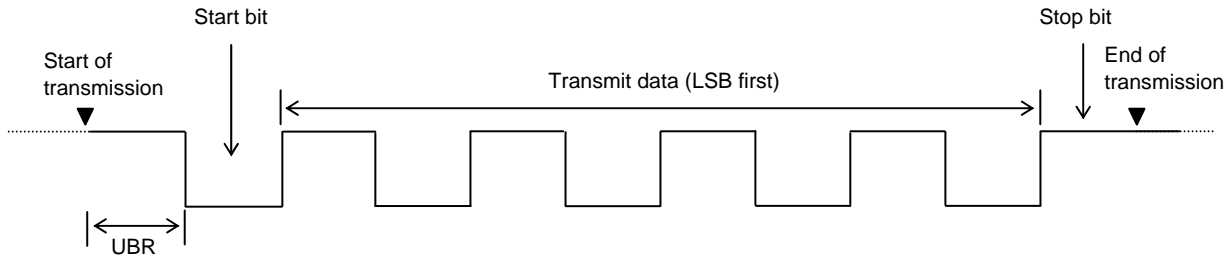 Start bit
Stop bit
Start of
transmission
End of
transmission
Transmit data (LSB first)
UBR